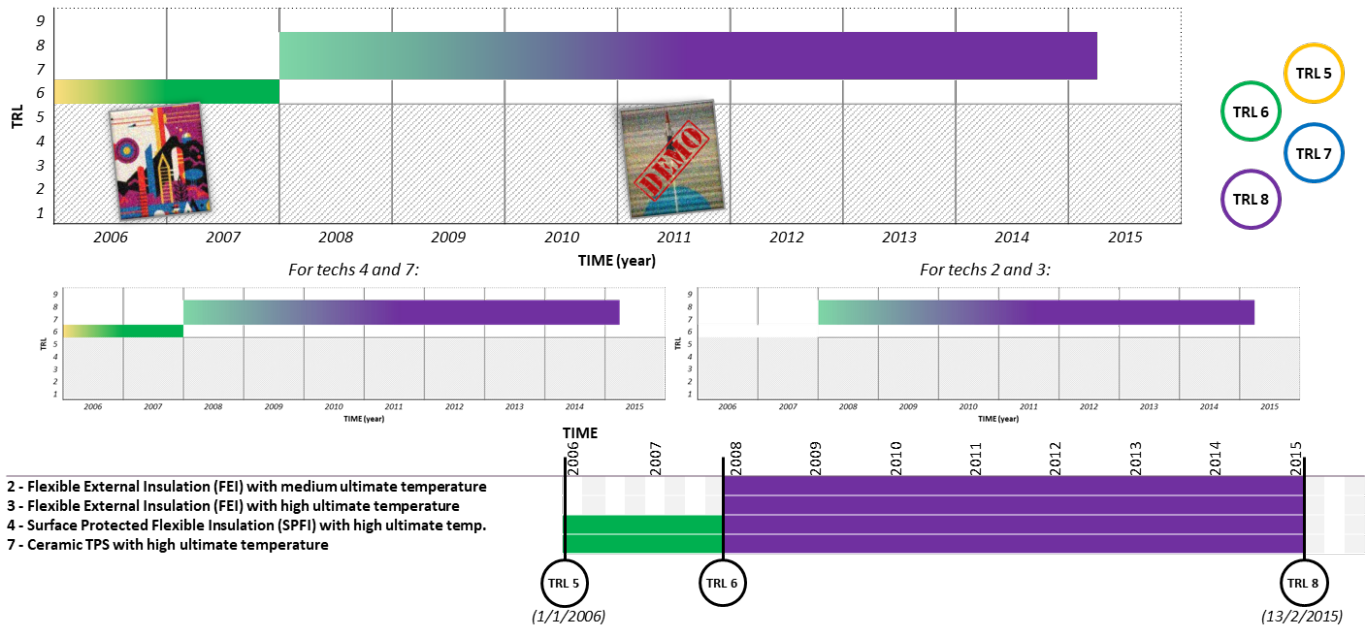 9
8
7
6
5
4
3
2
1
TRL
DEMO
2006 2007 2008 2009 2010 2011 2012 2013 2014 2015
TIME (year)
TRL 5
TRL 6
TRL 7
TRL 8
For techs 4 and 7:
9
8
7
6
5
4
3
2
1
TRL
2006 2007 2008 2009 2010 2011 2012 2013 2014 2015
TIME (year)
For techs 2 and 3:
9
8
7
6
5
4
3
2
1
TRL
2006 2007 2008 2009 2010 2011 2012 2013 2014 2015
TIME (year)
TIME
2006 2007 2008 2009 2010 2011 2012 2013 2014 2015
2 - Flexible External Insulation (FEI) with medium ultimate temperature
3 - Flexible External Insulation (FEI) with high ultimate temperature
4 - Surface Protected Flexible Insulation (SPFI) with high ultimate temp.
7 - Ceramic TPS with high ultimate temperature
TRL 5 TRL 6 TRL 8
(1/1/2006) (13/2/2015)